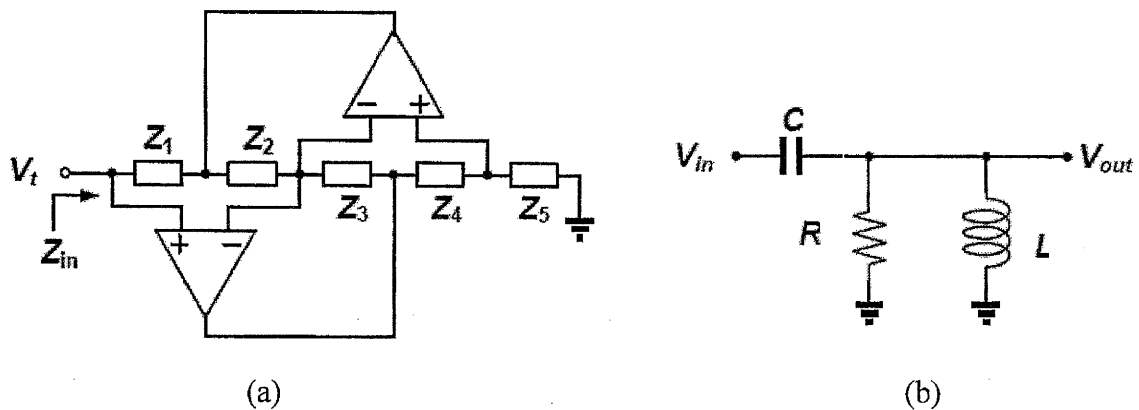 − +
Z1 Z2
Vt
Z3 Z4 Z5
Zin
+ −
C
Vin Vout
R L
(a) (b)